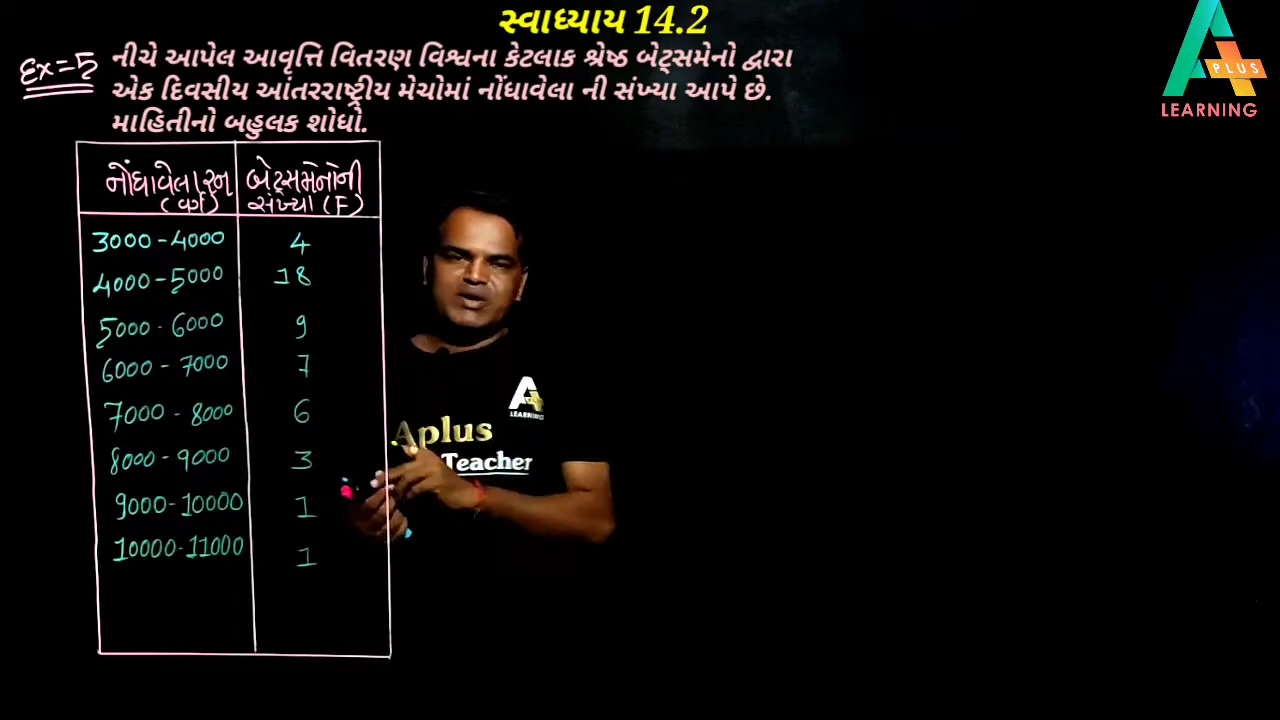 સ્વાધ્યાય 14.2
Ex=5 નીચે આપેલ આવૃત્તિ વિતરણ વિશ્વના કેટલાક શ્રેષ્ઠ બેટ્સમેનો દ્વારા
એક દિવસીય આંતરરાષ્ટ્રીય મેચોમાં નોંધાવેલા ની સંખ્યા આપે છે.
માહિતીનો બહુલક શોધો.
A+
PLUS
LEARNING
નોંધાવેલા રન બેટ્સમેનોની
(વર્ગ) સંખ્યા (F)
3000-4000 4
4000-5000 18
5000-6000 9
6000-7000 7
7000-8000 6
8000-9000 3
9000-10000 1
10000-11000 1
A+
LEARNING
Aplus
Teacher